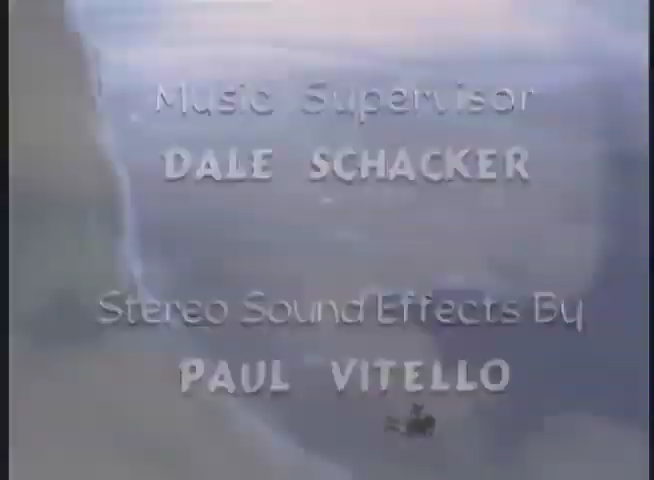 Music Supervisor
DALE SCHACKER
Stereo Sound Effects By
PAUL VITELLO